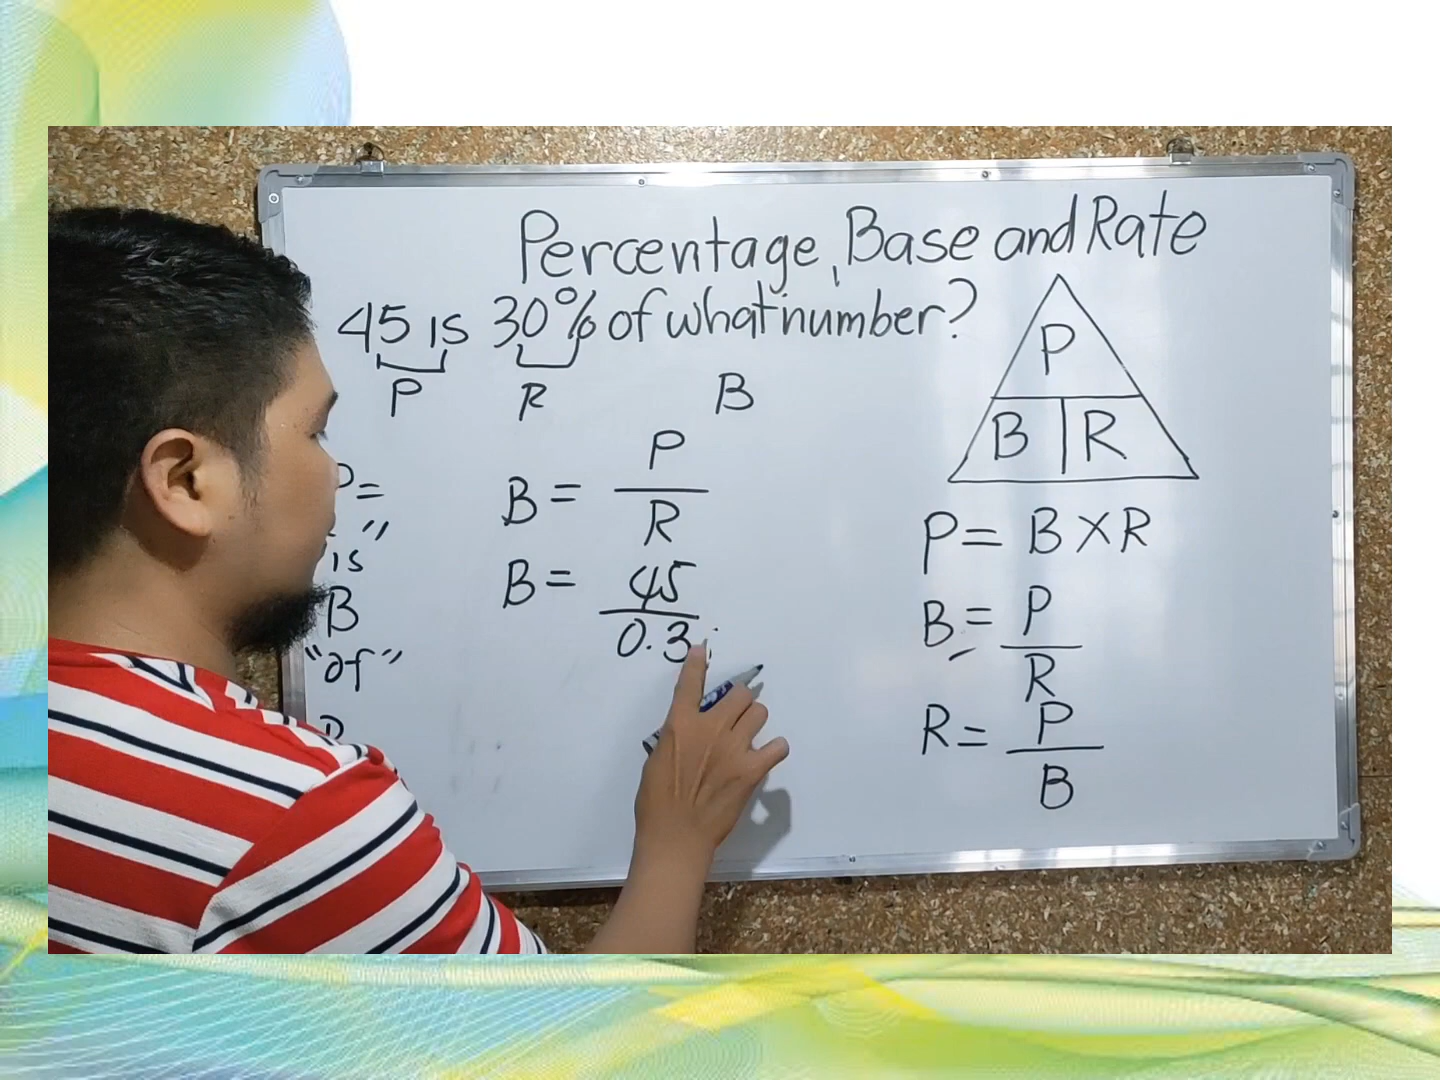 Percentage, Base and Rate
45 is 30% of what number?
P R B
P
B R
P =
"is"
B
"of"
B = P
R
B = 45
0.3
P = B X R
B = P
R
R = P
B